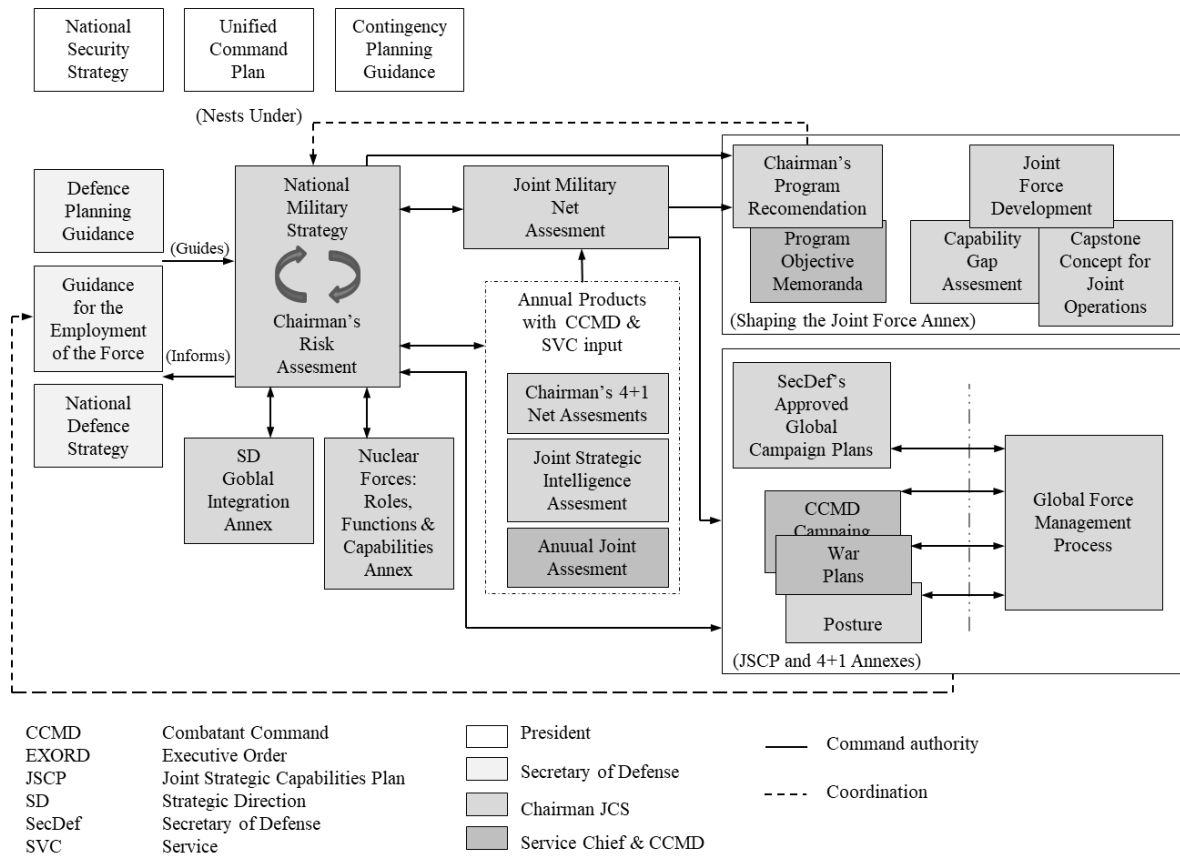 National
Security
Strategy
Unified
Command
Plan
Contingency
Planning
Guidance
(Nests Under)
Defence
Planning
Guidance
(Guides)
Guidance
for the
Employment
of the Force
(Informs)
National
Defence
Strategy
National
Military
Strategy
Chairman's
Risk
Assesment
SD
Goblal
Integration
Annex
Nuclear
Forces:
Roles,
Functions &
Capabilities
Annex
Joint Military
Net
Assesment
Annual Products
with CCMD &
SVC input
Chairman's 4+1
Net Assesments
Joint Strategic
Intelligence
Assesment
Anuual Joint
Assesment
Chairman's
Program
Recomendation
Program
Objective
Memoranda
Joint
Force
Development
Capability
Gap
Assesment
Capstone
Concept for
Joint
Operations
(Shaping the Joint Force Annex)
SecDef's
Approved
Global
Campaign Plans
CCMD
Campaing
War
Plans
Posture
Global Force
Management
Process
(JSCP and 4+1 Annexes)
CCMD Combatant Command
EXORD Executive Order
JSCP Joint Strategic Capabilities Plan
SD Strategic Direction
SecDef Secretary of Defense
SVC Service
President
Secretary of Defense
Chairman JCS
Service Chief & CCMD
Command authority
Coordination